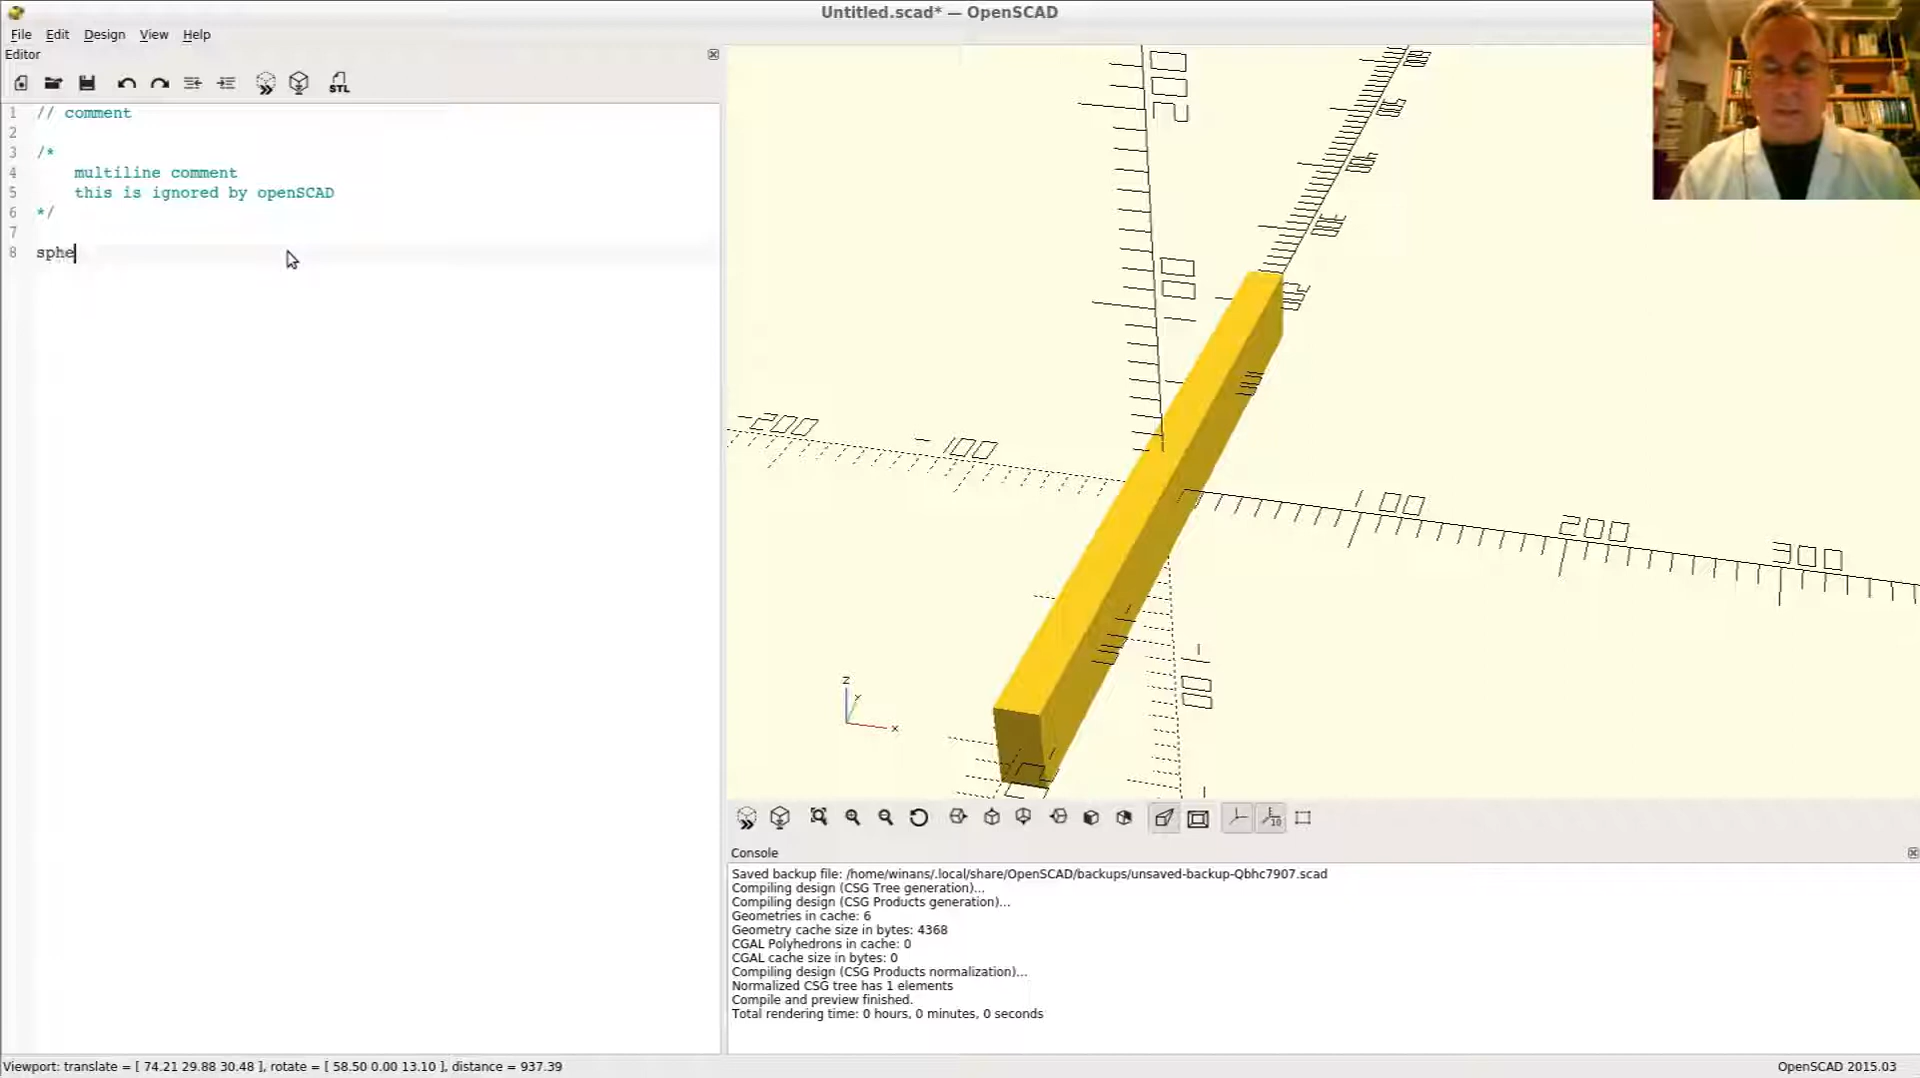 Untitled.scad* — OpenSCAD
File Edit Design View Help
Editor
STL
1 // comment
2
3 /*
4 multiline comment
5 this is ignored by openSCAD
6 */
7
8 sphe
200
100
-200
-100
100
200
300
z
y
x
10
Console
Saved backup file: /home/winans/.local/share/OpenSCAD/backups/unsaved-backup-Qbhc7907.scad
Compiling design (CSG Tree generation)...
Compiling design (CSG Products generation)...
Geometries in cache: 6
Geometry cache size in bytes: 4368
CGAL Polyhedrons in cache: 0
CGAL cache size in bytes: 0
Compiling design (CSG Products normalization)...
Normalized CSG tree has 1 elements
Compile and preview finished.
Total rendering time: 0 hours, 0 minutes, 0 seconds
Viewport: translate = [ 74.21 29.88 30.48 ], rotate = [ 58.50 0.00 13.10 ], distance = 937.39
OpenSCAD 2015.03